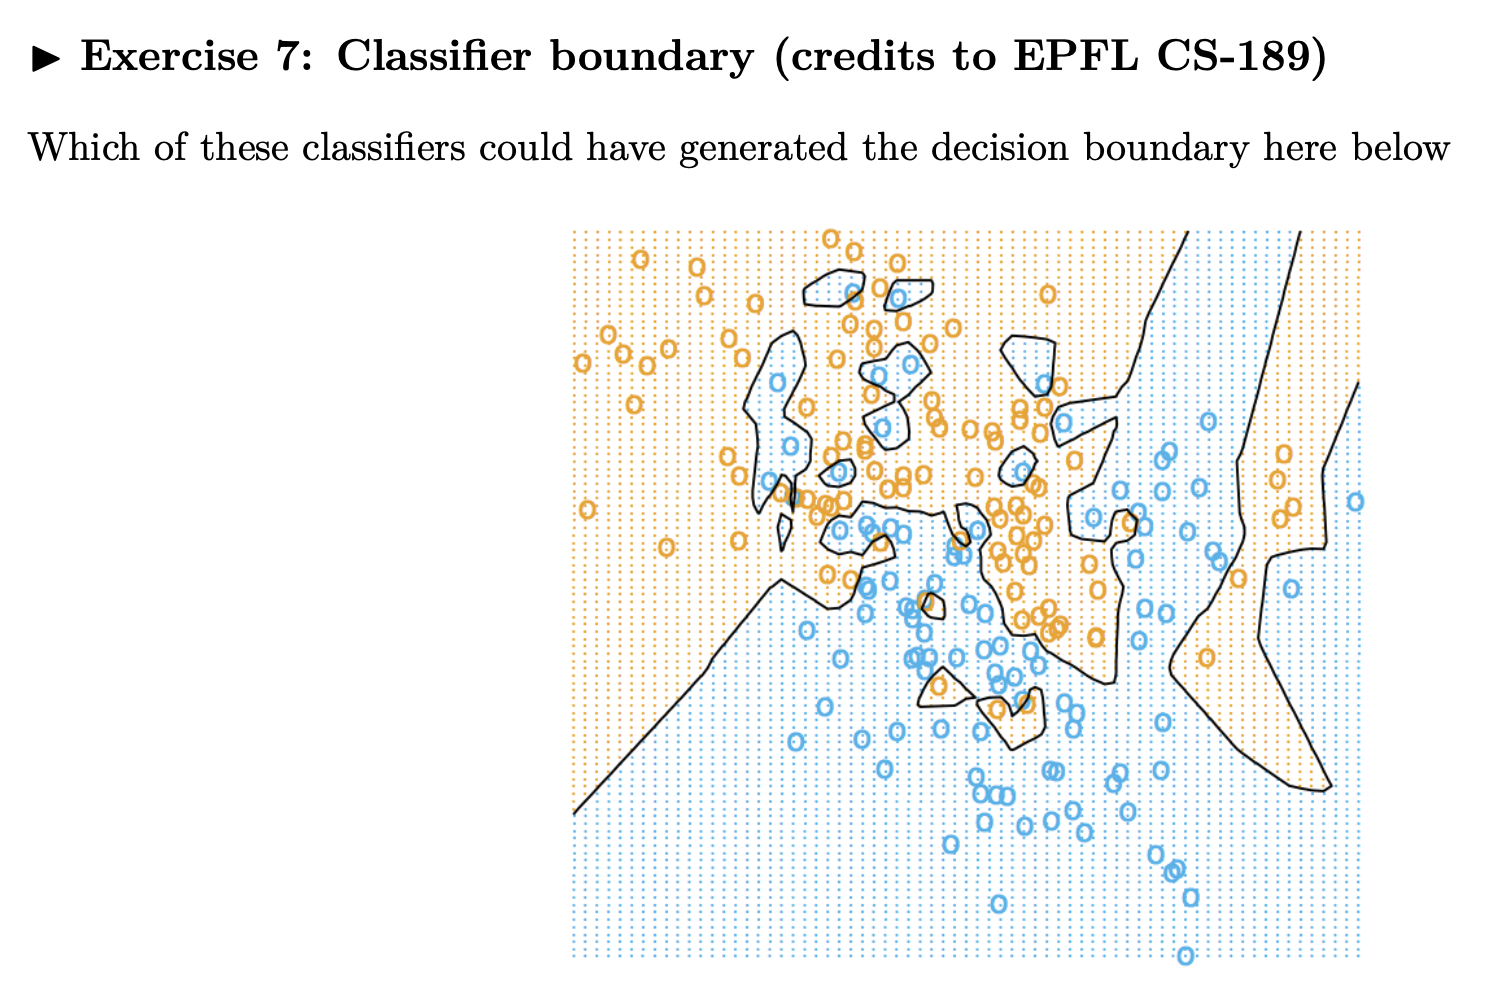 ▶ Exercise 7: Classifier boundary (credits to EPFL CS-189)
Which of these classifiers could have generated the decision boundary here below